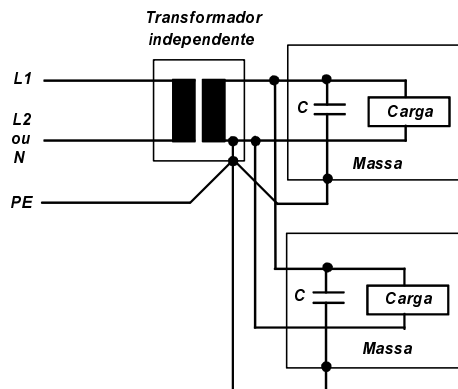 Transformador
independente
L1
C
Carga
L2
ou
N
Massa
PE
C
Carga
Massa